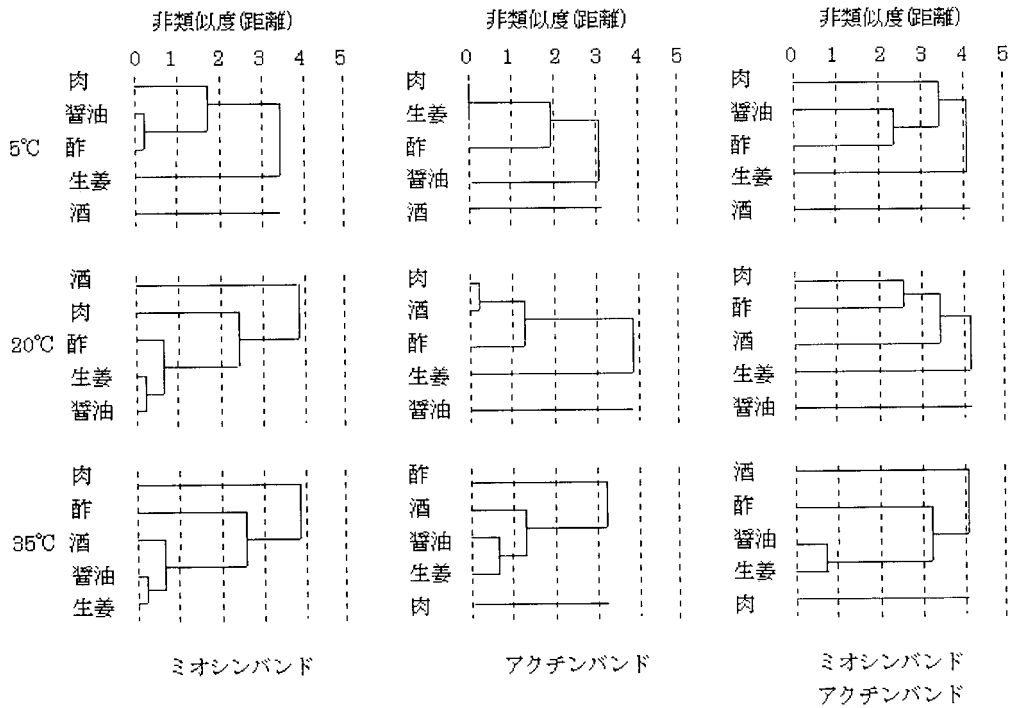 非類似度(距離) 非類似度(距離) 非類似度(距離)
0 1 2 3 4 5 0 1 2 3 4 5 0 1 2 3 4 5
肉 肉 肉
醤油 生姜 醤油
5℃ 酢 酢 酢
生姜 醤油 生姜
酒 酒 酒
酒 肉 肉
肉 酒 酢
20℃ 酢 酢 酒
生姜 生姜 生姜
醤油 醤油 醤油
肉 酢 酒
酢 酒 酢
35℃ 酒 醤油 醤油
醤油 生姜 生姜
生姜 肉 肉
ミオシンバンド アクチンバンド ミオシンバンド
アクチンバンド